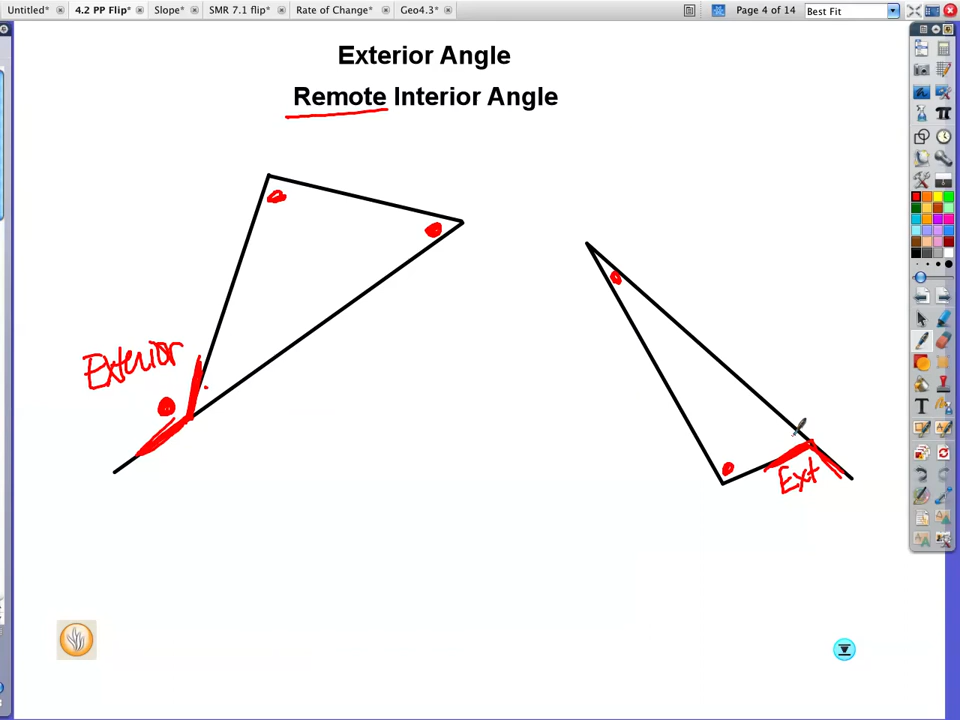 Untitled* 4.2 PP Flip* Slope* SMR 7.1 flip* Rate of Change* Geo4.3* Page 4 of 14 Best Fit
Exterior Angle
Remote Interior Angle
Exterior
Ext